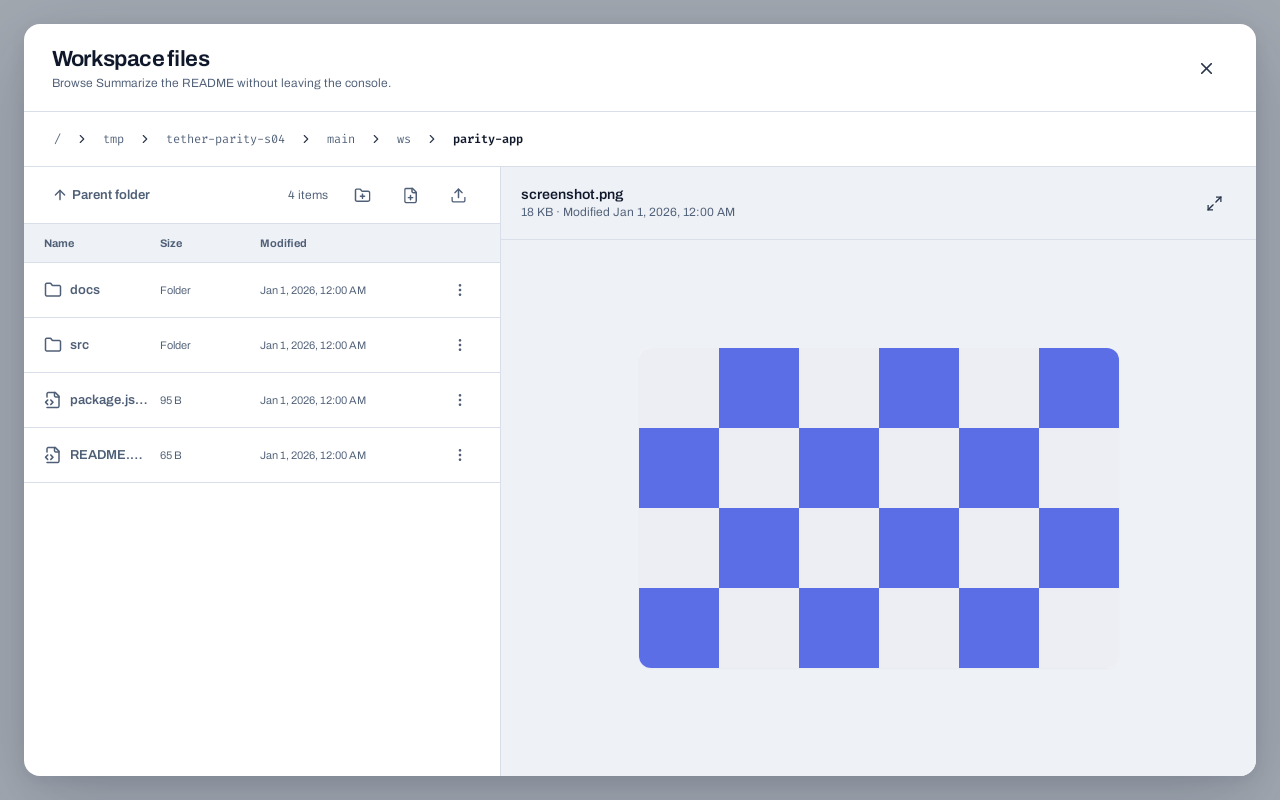 Workspace files
Browse Summarize the README without leaving the console.
/ tmp tether-parity-s04 main ws parity-app
Parent folder 4 items
screenshot.png
18 KB · Modified Jan 1, 2026, 12:00 AM
Name Size Modified
docs Folder Jan 1, 2026, 12:00 AM
src Folder Jan 1, 2026, 12:00 AM
package.js... 95 B Jan 1, 2026, 12:00 AM
README.... 65 B Jan 1, 2026, 12:00 AM